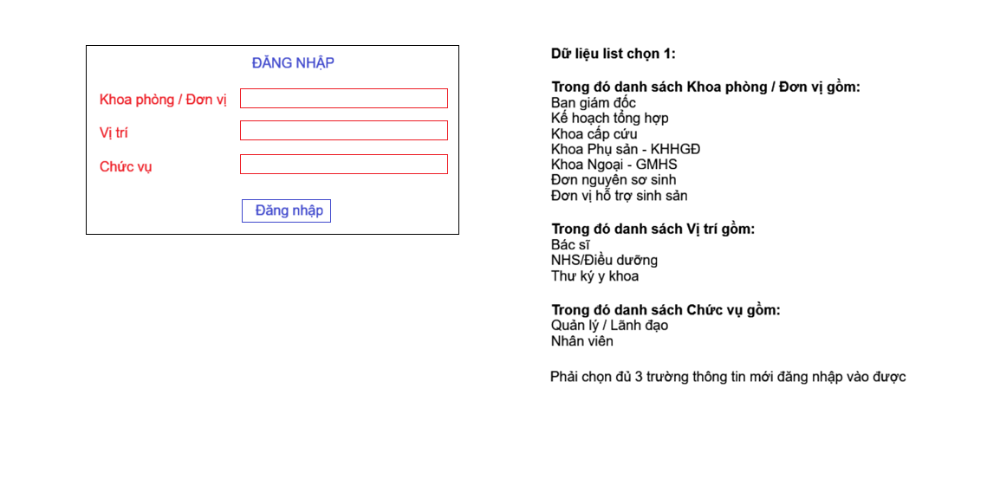 ĐĂNG NHẬP
Khoa phòng / Đơn vị
Vị trí
Chức vụ
Đăng nhập
Dữ liệu list chọn 1:
Trong đó danh sách Khoa phòng / Đơn vị gồm:
Ban giám đốc
Kế hoạch tổng hợp
Khoa cấp cứu
Khoa Phụ sản - KHHGĐ
Khoa Ngoại - GMHS
Đơn nguyên sơ sinh
Đơn vị hỗ trợ sinh sản
Trong đó danh sách Vị trí gồm:
Bác sĩ
NHS/Điều dưỡng
Thư ký y khoa
Trong đó danh sách Chức vụ gồm:
Quản lý / Lãnh đạo
Nhân viên
Phải chọn đủ 3 trường thông tin mới đăng nhập vào được